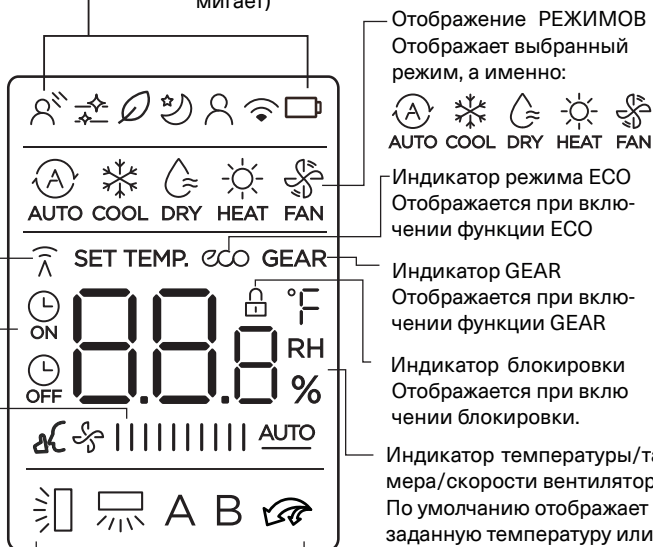 мигает)
Отображение РЕЖИМОВ
Отображает выбранный
режим, а именно:
A
AUTO COOL DRY HEAT FAN
Индикатор режима ECO
Отображается при вклю-
чении функции ECO
Индикатор GEAR
Отображается при вклю-
чении функции GEAR
Индикатор блокировки
Отображается при вклю
чении блокировки.
Индикатор температуры/та
мера/скорости вентилятор
По умолчанию отображает
заданную температуру или
A
AUTO COOL DRY HEAT FAN
SET TEMP. eco GEAR
ON
88.8 °F
RH
OFF
%
AUTO
A B